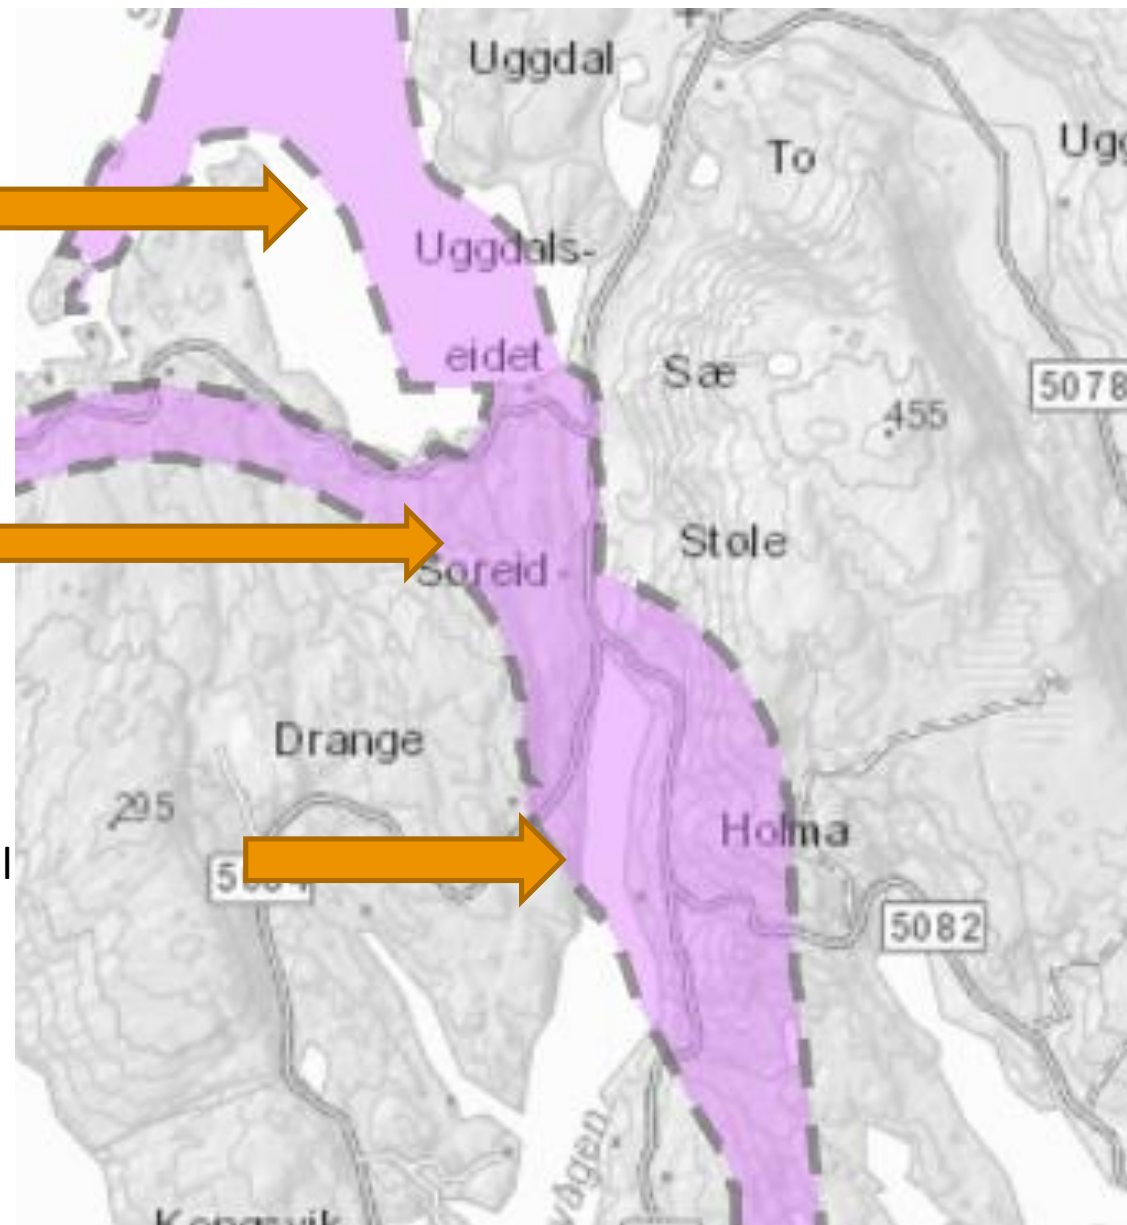 Uggdal
To
Ugg
Uggdals-
eidet
Sæ
5078
455
Støle
Søreid-
Drange
295
l
Holma
5082
vågen